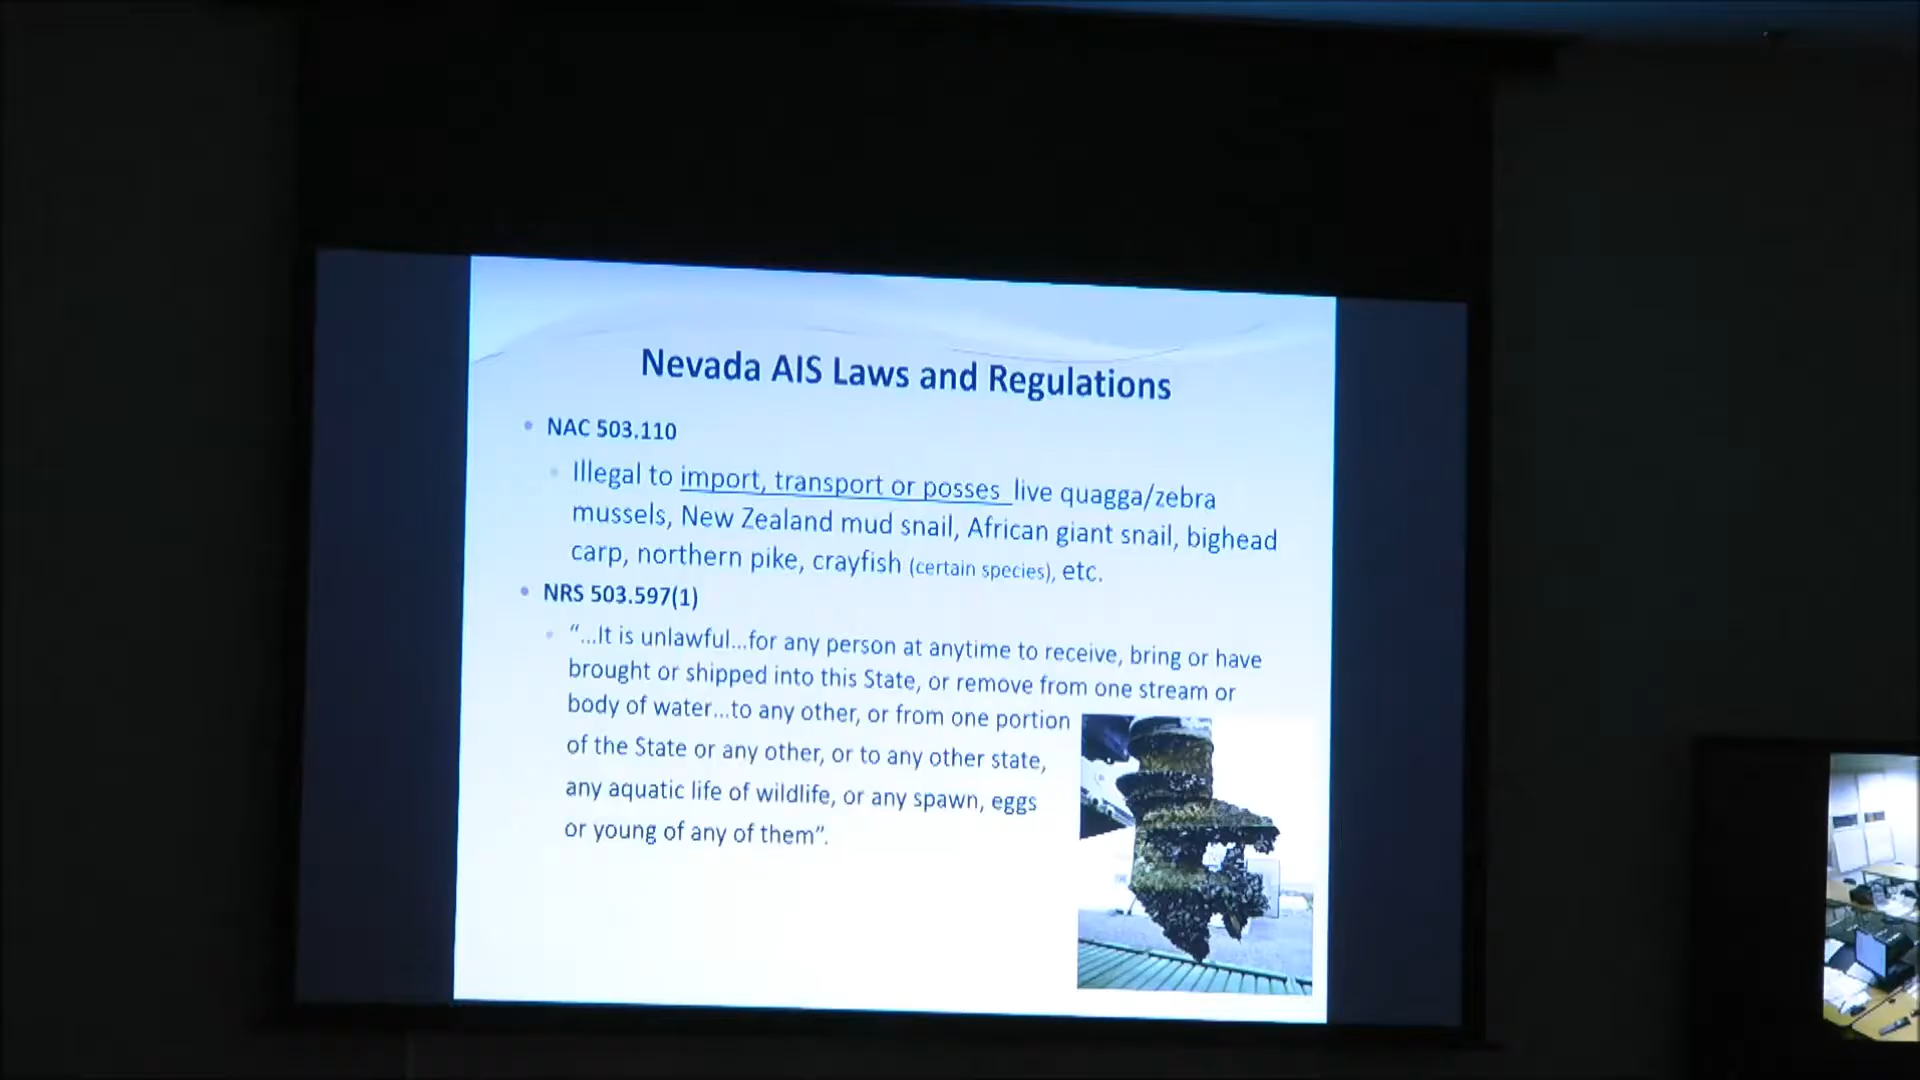 Nevada AIS Laws and Regulations
• NAC 503.110
• Illegal to import, transport or posses live quagga/zebra
mussels, New Zealand mud snail, African giant snail, bighead
carp, northern pike, crayfish (certain species), etc.
• NRS 503.597(1)
• “...It is unlawful...for any person at anytime to receive, bring or have
brought or shipped into this State, or remove from one stream or
body of water...to any other, or from one portion
of the State or any other, or to any other state,
any aquatic life of wildlife, or any spawn, eggs
or young of any of them”.